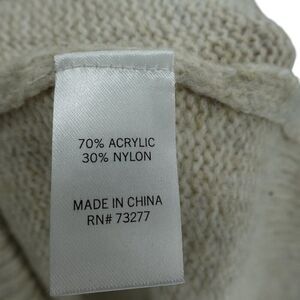 70% ACRYLIC
30% NYLON
MADE IN CHINA
RN# 73277